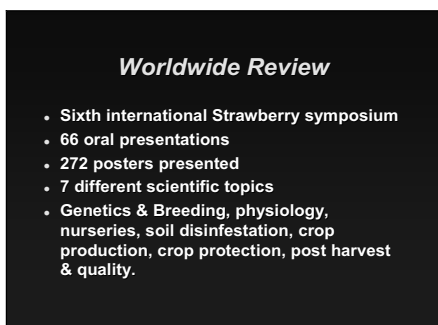 Worldwide Review
• Sixth international Strawberry symposium
• 66 oral presentations
• 272 posters presented
• 7 different scientific topics
• Genetics & Breeding, physiology,
nurseries, soil disinfestation, crop
production, crop protection, post harvest
& quality.